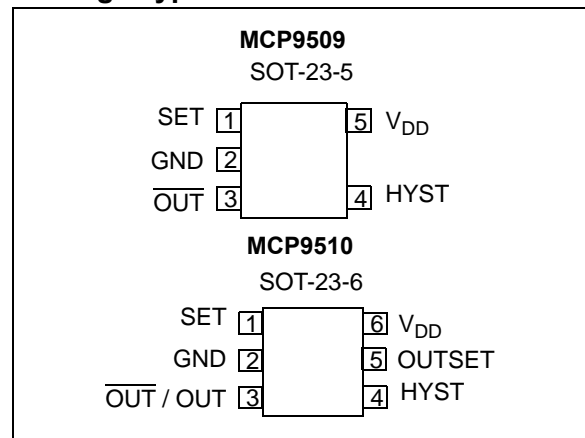 MCP9509
SOT-23-5
SET 1 5 VDD
GND 2
OUT 3 4 HYST
MCP9510
SOT-23-6
SET 1 6 VDD
GND 2 5 OUTSET
OUT / OUT 3 4 HYST